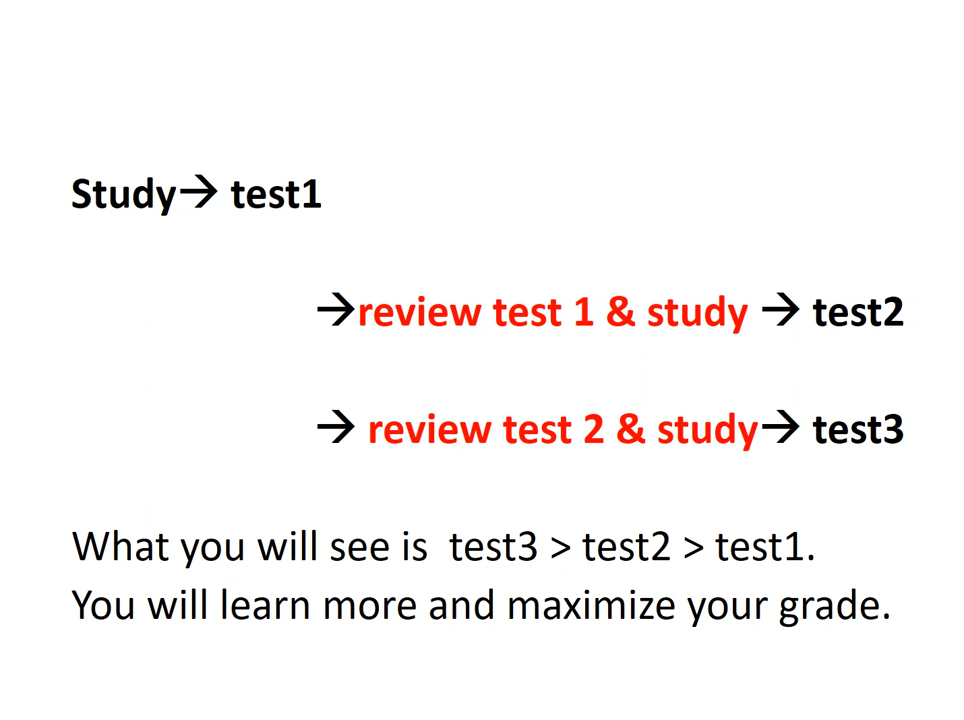 Study→ test1
→review test 1 & study → test2
→ review test 2 & study→ test3
What you will see is  test3 > test2 > test1.
You will learn more and maximize your grade.